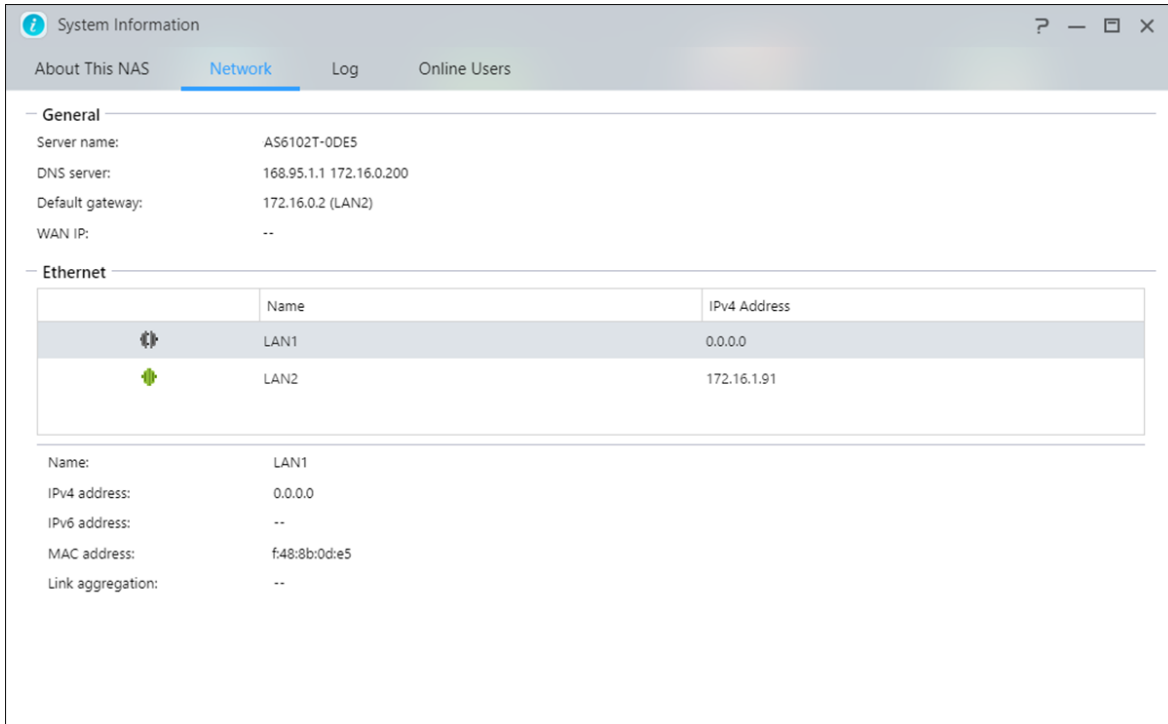 System Information
About This NAS Network Log Online Users
General
Server name: AS6102T-0DE5
DNS server: 168.95.1.1 172.16.0.200
Default gateway: 172.16.0.2 (LAN2)
WAN IP: --
Ethernet
Name IPv4 Address
LAN1 0.0.0.0
LAN2 172.16.1.91
Name: LAN1
IPv4 address: 0.0.0.0
IPv6 address: --
MAC address: f:48:8b:0d:e5
Link aggregation: --